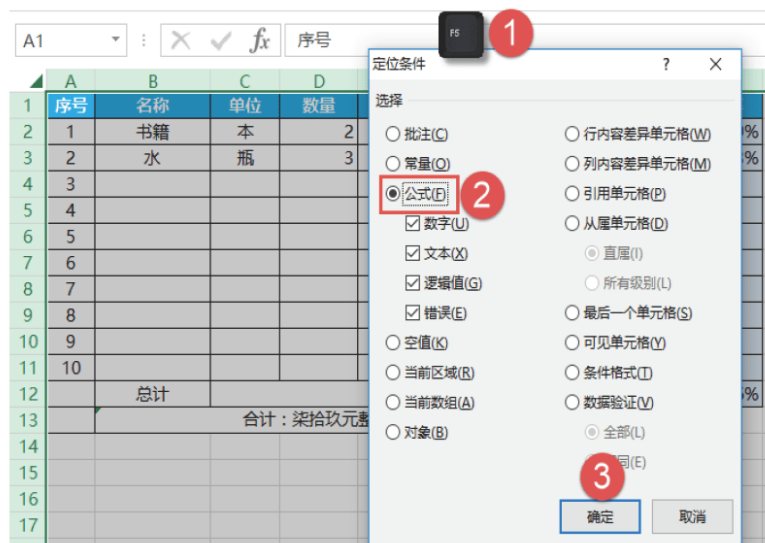 F5
1
A1
fx
序号
定位条件
?
A
B
C
D
1
序号
名称
单位
数量
2
1
书籍
本
2
%
3
2
水
瓶
3
%
4
3
5
4
6
5
7
6
8
7
9
8
10
9
11
10
12
总计
%
13
合计：柒拾玖元整
14
15
16
17
选择
批注(C)
行内容差异单元格(W)
常量(O)
列内容差异单元格(M)
公式(F)
2
引用单元格(P)
数字(U)
从属单元格(D)
文本(X)
直属(I)
逻辑值(G)
所有级别(L)
错误(E)
最后一个单元格(S)
空值(K)
可见单元格(Y)
当前区域(R)
条件格式(T)
当前数组(A)
数据验证(V)
对象(B)
全部(L)
同(E)
3
确定
取消